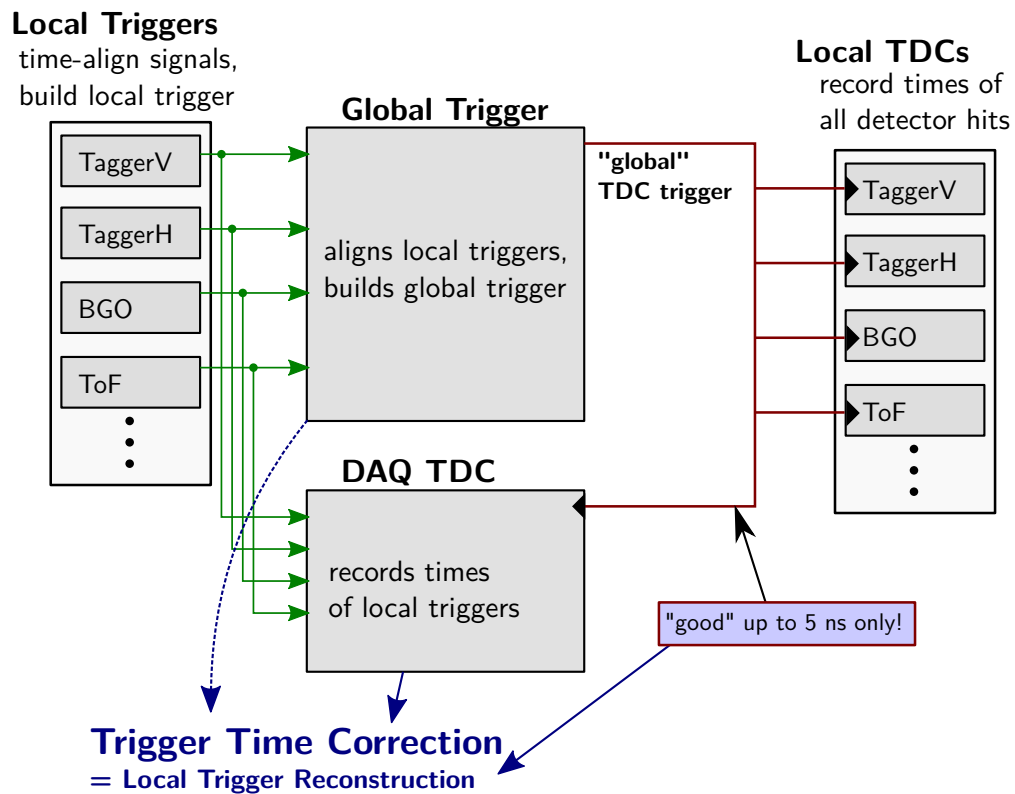 Local Triggers
time-align signals,
build local trigger
TaggerV
TaggerH
BGO
ToF
Global Trigger
aligns local triggers,
builds global trigger
"global"
TDC trigger
Local TDCs
record times of
all detector hits
TaggerV
TaggerH
BGO
ToF
DAQ TDC
records times
of local triggers
"good" up to 5 ns only!
Trigger Time Correction
= Local Trigger Reconstruction